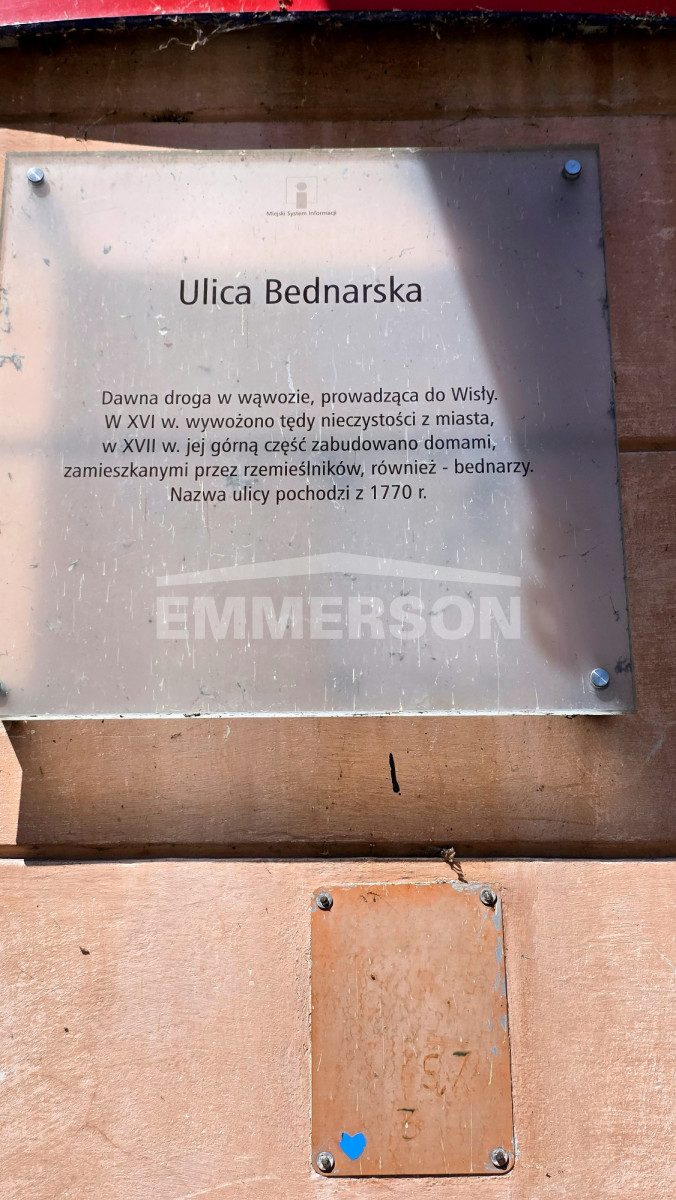 i
Miejski System Informacji
Ulica Bednarska
Dawna droga w wąwozie, prowadząca do Wisły.
W XVI w. wywożono tędy nieczystości z miasta,
w XVII w. jej górną część zabudowano domami,
zamieszkanymi przez rzemieślników, również - bednarzy.
Nazwa ulicy pochodzi z 1770 r.
EMMERSON
3